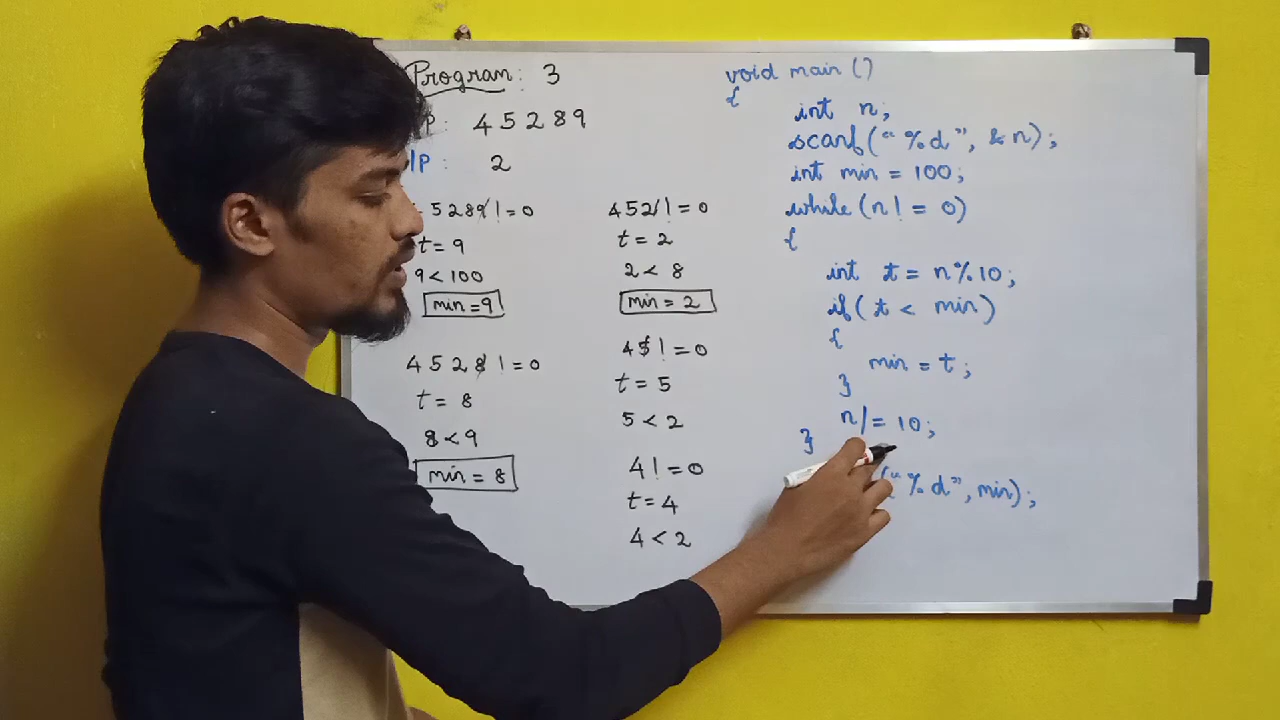 Program: 3
P: 45289
IP: 2
5289 != 0
t = 9
9 < 100
min = 9
4528 != 0
t = 8
8 < 9
min = 8
452 != 0
t = 2
2 < 8
min = 2
45 != 0
t = 5
5 < 2
4 != 0
t = 4
4 < 2
void main ()
{
int n;
scanf("%d", &n);
int min = 100;
while (n != 0)
{
int t = n%10;
if( t < min)
{
min = t;
}
n/= 10;
}
("%d", min);